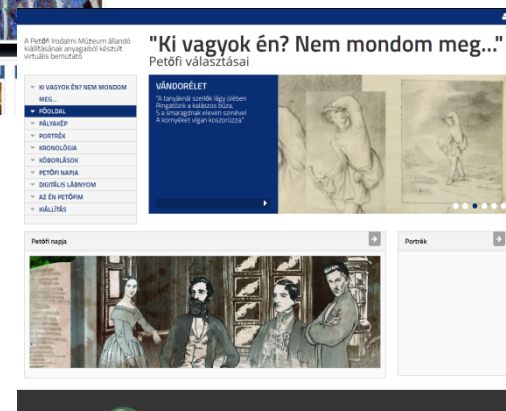 A Petőfi Irodalmi Múzeum állandó
kiállításának anyagaiból készült
virtuális bemutató
"Ki vagyok én? Nem mondom meg..."
Petőfi választásai
KI VAGYOK ÉN? NEM MONDOM
MEG...
FŐOLDAL
PÁLYAKÉP
PORTRÉK
KRONOLÓGIA
KÓBORLÁSOK
PETŐFI NAPJA
DIGITÁLIS LÁBNYOM
AZ ÉN PETŐFIM
KIÁLLÍTÁS
VÁNDORÉLET
"A tanyáknál szellők lágy ölében
Ringatózik a kalászos búza,
S a smaragdnak eleven színével
A környéket vígan koszorúzza."
Petőfi napja
Portrék